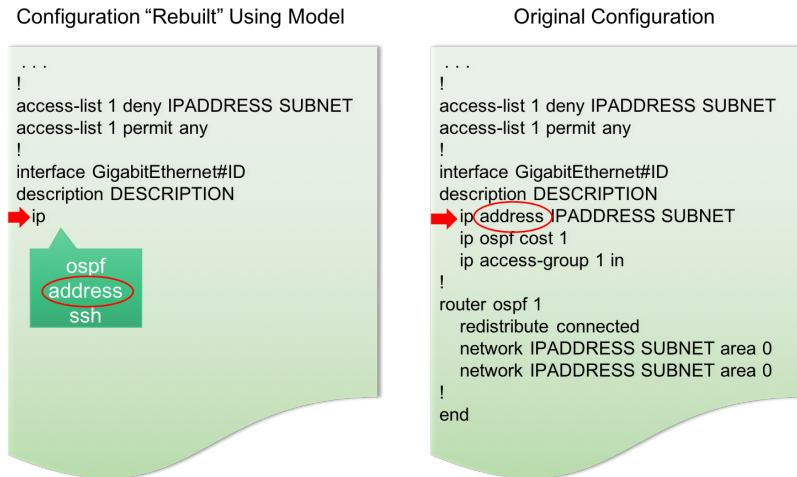 Configuration “Rebuilt” Using Model
. . .
!
access-list 1 deny IPADDRESS SUBNET
access-list 1 permit any
!
interface GigabitEthernet#ID
description DESCRIPTION
ip
ospf
address
ssh
Original Configuration
. . .
!
access-list 1 deny IPADDRESS SUBNET
access-list 1 permit any
!
interface GigabitEthernet#ID
description DESCRIPTION
ip address IPADDRESS SUBNET
ip ospf cost 1
ip access-group 1 in
!
router ospf 1
redistribute connected
network IPADDRESS SUBNET area 0
network IPADDRESS SUBNET area 0
!
end